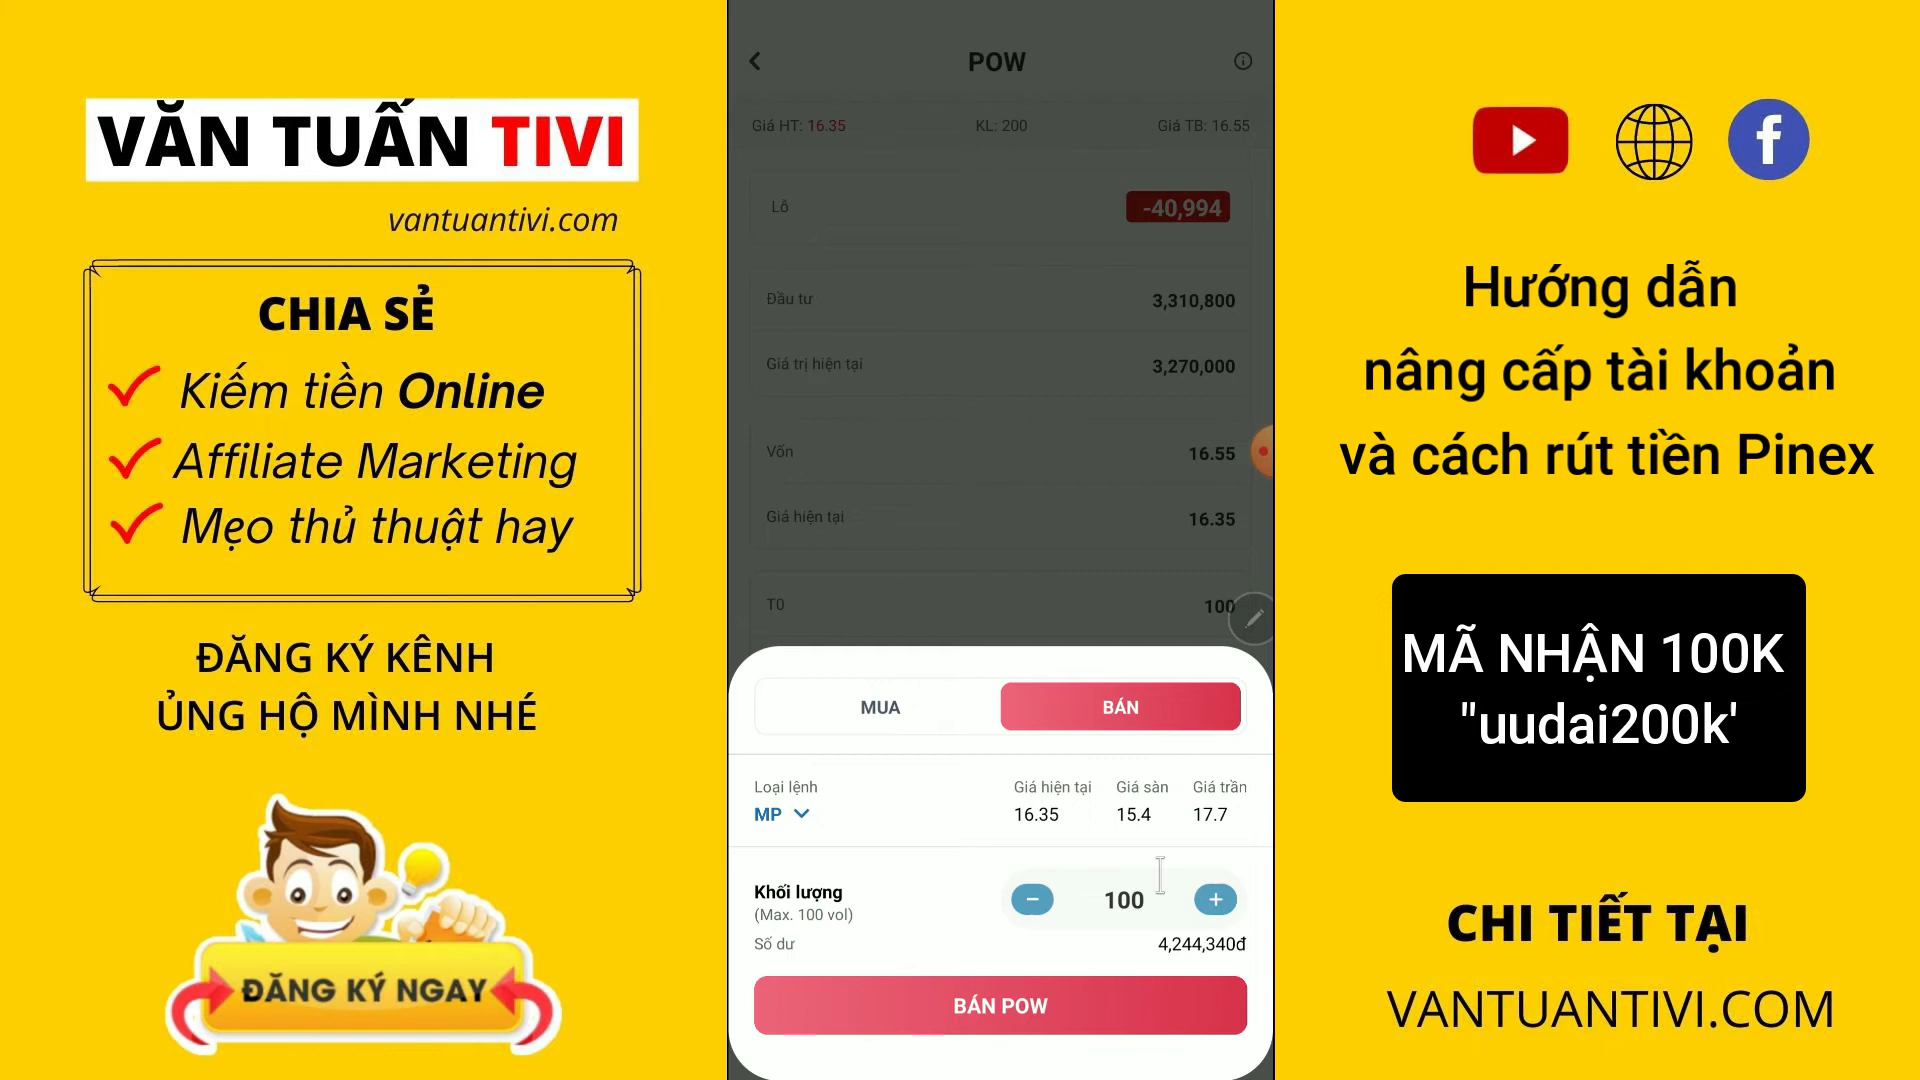 VĂN TUẤN TIVI
vantuantivi.com
CHIA SẺ
Kiếm tiền Online
Affiliate Marketing
Mẹo thủ thuật hay
ĐĂNG KÝ KÊNH
ỦNG HỘ MÌNH NHÉ
ĐĂNG KÝ NGAY
POW
Giá HT: 16.35 KL: 200 Giá TB: 16.55
Lỗ -40,994
Đầu tư 3,310,800
Giá trị hiện tại 3,270,000
Vốn 16.55
Giá hiện tại 16.35
T0 100
MUA BÁN
Loại lệnh Giá hiện tại Giá sàn Giá trần
MP 16.35 15.4 17.7
Khối lượng
(Max. 100 vol)
− 100 +
Số dư 4,244,340đ
BÁN POW
f
Hướng dẫn
nâng cấp tài khoản
và cách rút tiền Pinex
MÃ NHẬN 100K
"uudai200k'
CHI TIẾT TẠI
VANTUANTIVI.COM